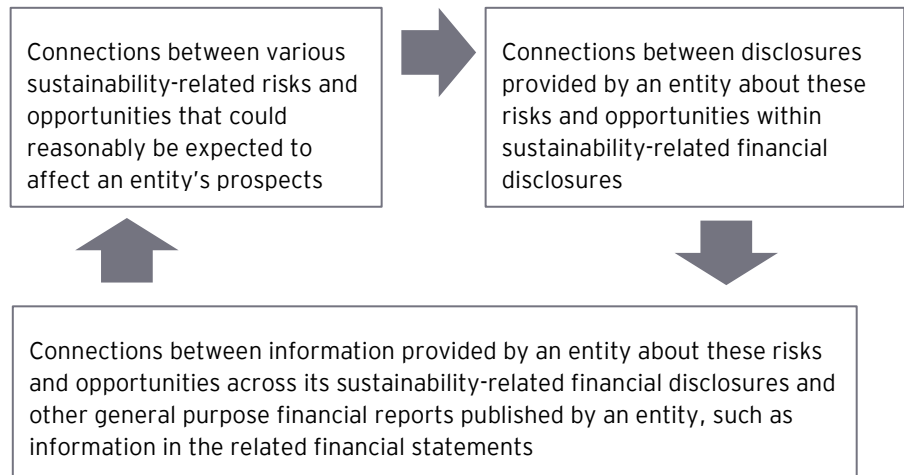 Connections between various
sustainability-related risks and
opportunities that could
reasonably be expected to
affect an entity's prospects
Connections between disclosures
provided by an entity about these
risks and opportunities within
sustainability-related financial
disclosures
Connections between information provided by an entity about these risks
and opportunities across its sustainability-related financial disclosures and
other general purpose financial reports published by an entity, such as
information in the related financial statements